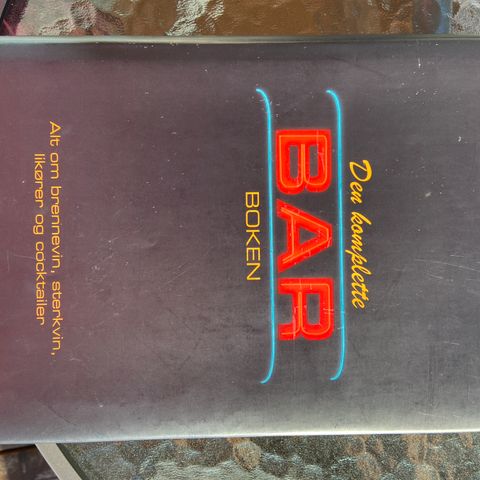 Den komplette
BAR
BOKEN
Alt om brennevin, sterkvin,
likører og cocktailer